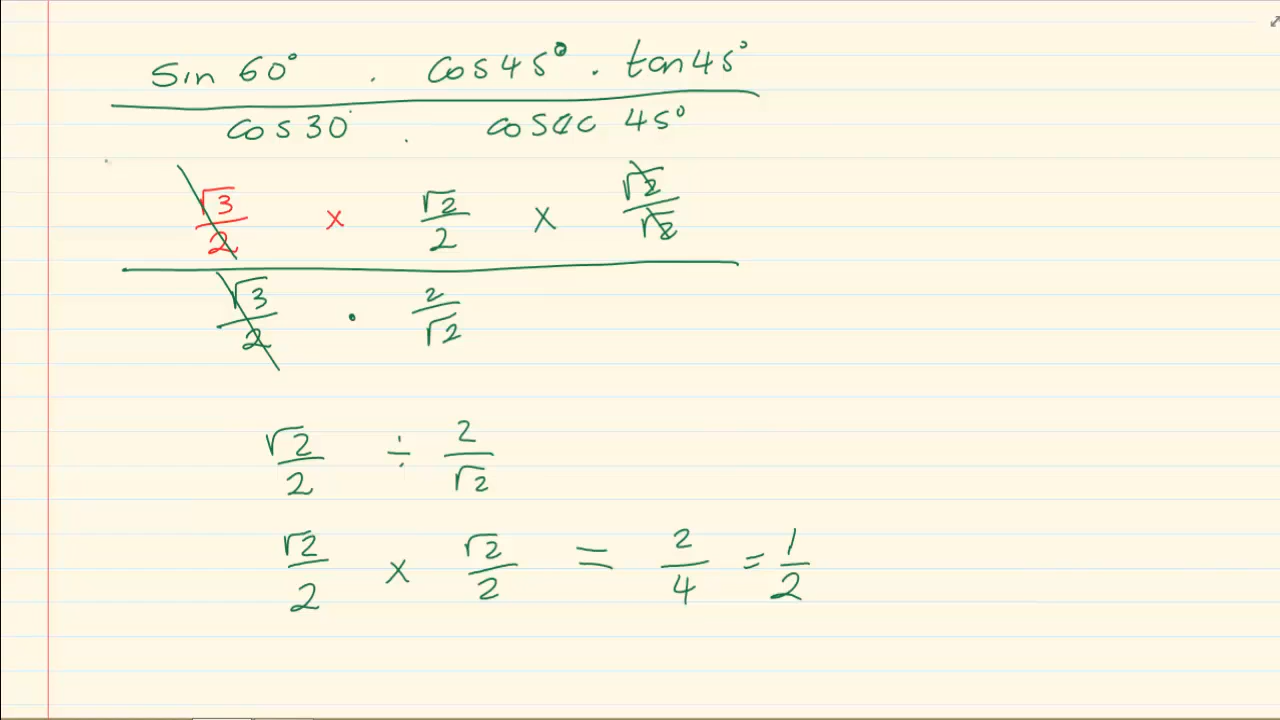 sin 60° . cos 45° . tan 45°
cos 30° . cosec 45°
√3/2 × √2/2 × √2/√2
√3/2 . 2/√2
√2/2 ÷ 2/√2
√2/2 × √2/2 = 2/4 = 1/2